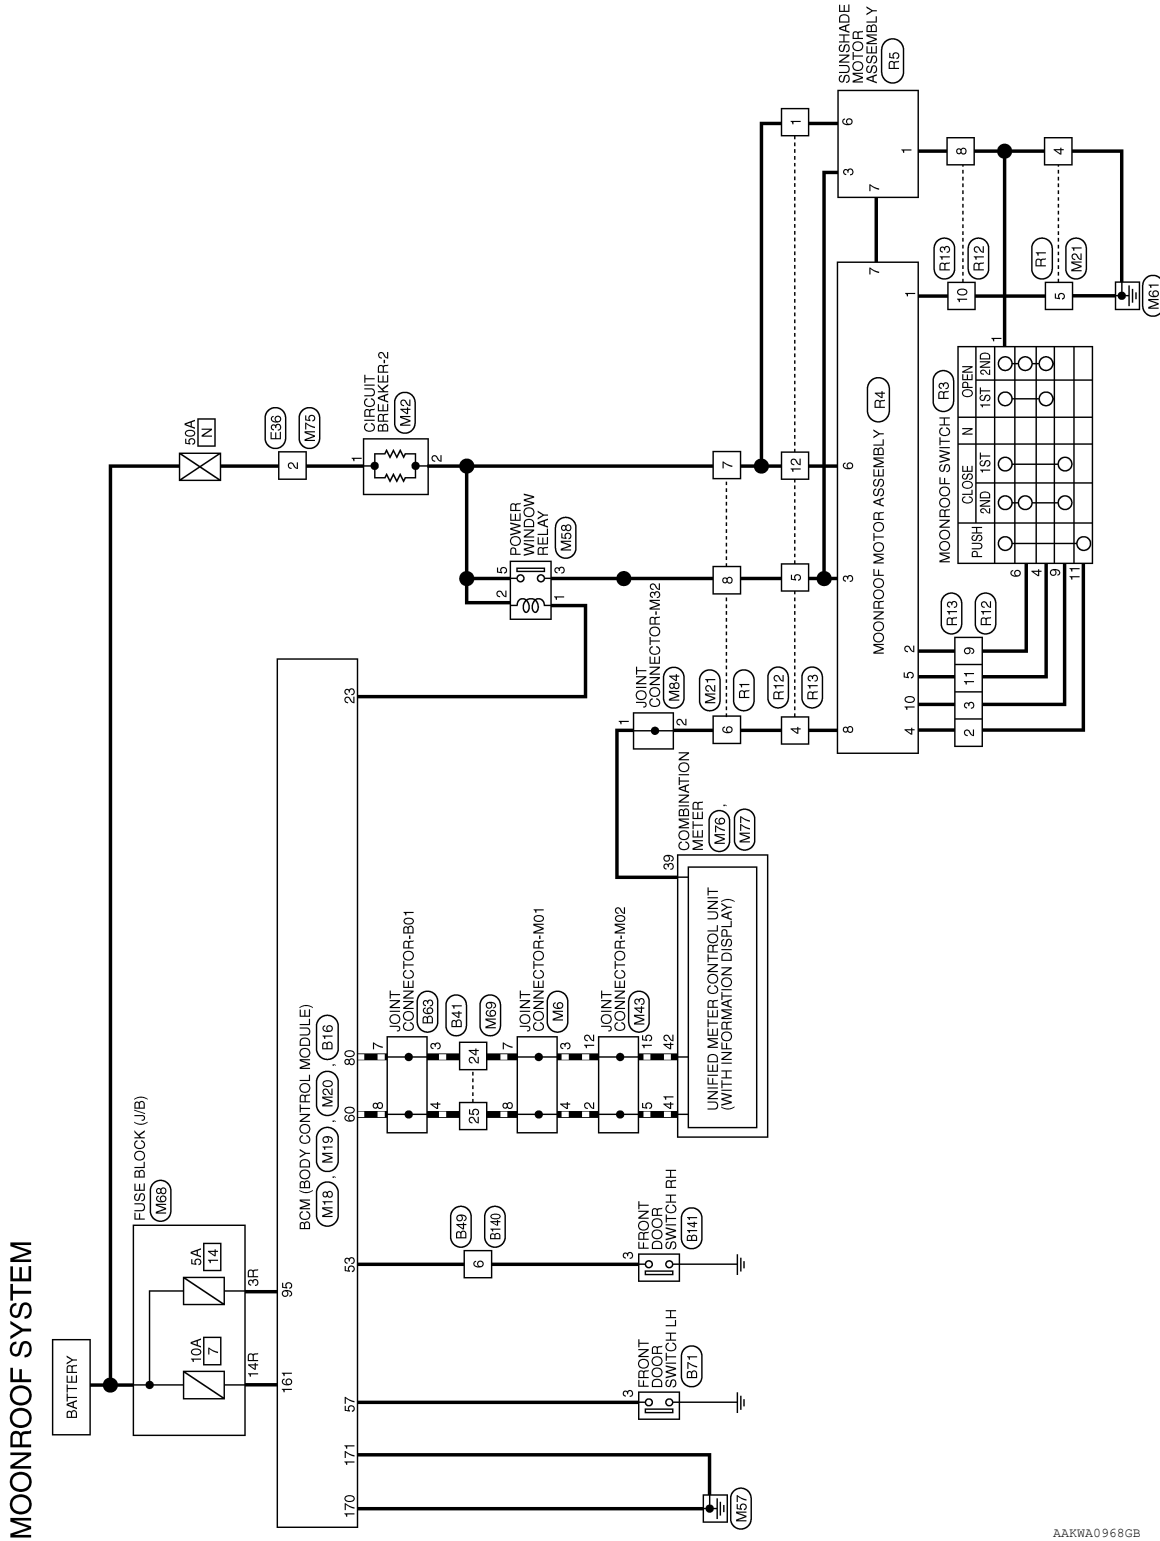 MOONROOF SYSTEM
BATTERY
FUSE BLOCK (J/B)
M68
10A
7
5A
14
14R
3R
161
95
BCM (BODY CONTROL MODULE)
M18 , M19 , M20 , B16
170
171
57
53
60
80
23
M57
3
FRONT
DOOR
SWITCH LH
B71
B49
6
B140
3
FRONT
DOOR
SWITCH RH
B141
8
7
JOINT
CONNECTOR-B01
B63
4
3
B41
25
24
M69
8
7
JOINT
CONNECTOR-M01
M6
4
3
2
12
JOINT
CONNECTOR-M02
M43
5
15
41
42
39
COMBINATION
METER
M76 ,
M77
UNIFIED METER CONTROL UNIT
(WITH INFORMATION DISPLAY)
50A
N
E36
2
M75
1
CIRCUIT
BREAKER-2
M42
2
2
5
POWER
WINDOW
RELAY
M58
1
3
1
JOINT
CONNECTOR-M32
M84
2
M21
6
8
7
R1
R12
4
5
12
1
R13
8
3
6
MOONROOF MOTOR ASSEMBLY
R4
7
4
10
5
2
1
SUNSHADE
MOTOR
ASSEMBLY
R5
3
6
7
1
R13
2
3
11
9
R12
R13
10
8
R12
R1
5
4
M21
M61
MOONROOF SWITCH
R3
PUSH
CLOSE
N
OPEN
2ND
1ST
1ST
2ND
1
6
4
9
11
AAKWA0968GB